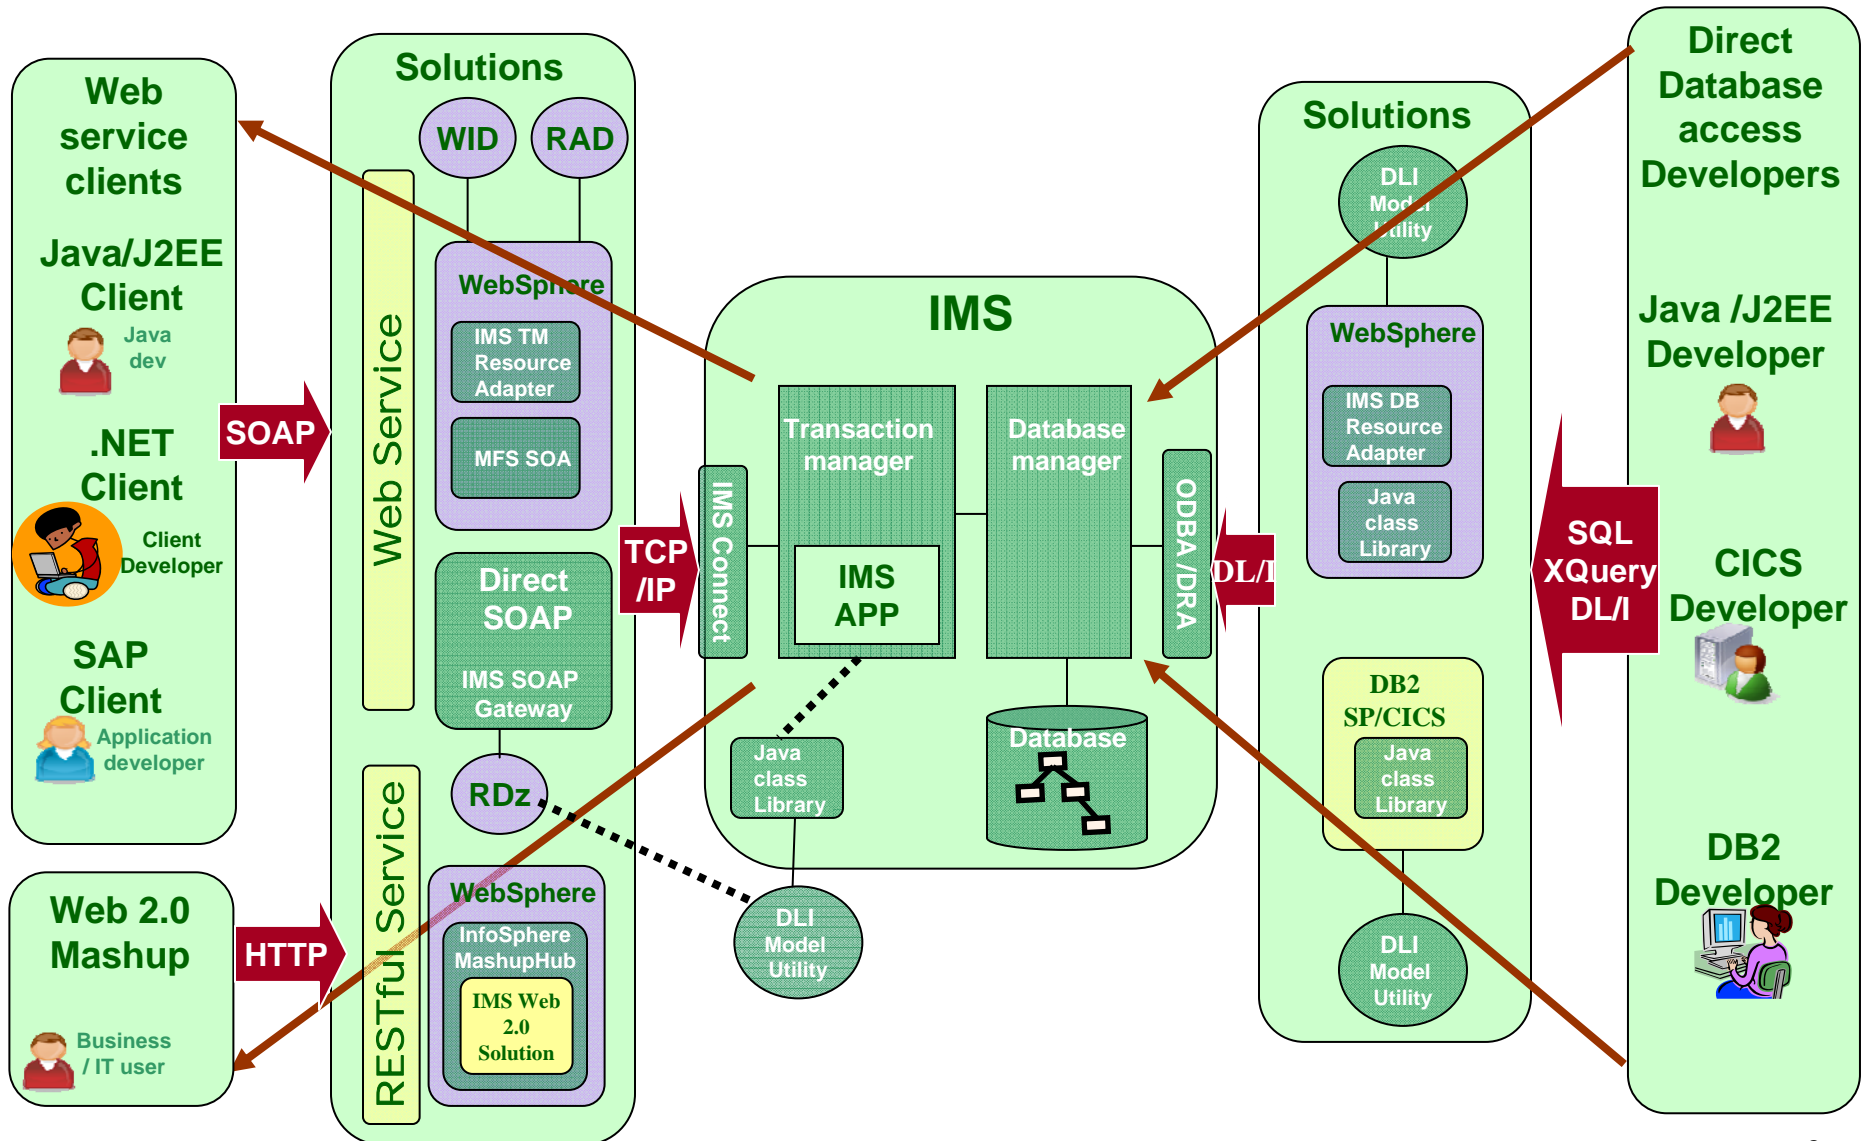 Web
service
clients
Java/J2EE
Client
Java
dev
.NET
Client
Client
Developer
SAP
Client
Application
developer
Web 2.0
Mashup
Business
/ IT user
SOAP
HTTP
Solutions
WID
RAD
Web Service
WebSphere
IMS TM
Resource
Adapter
MFS SOA
Direct
SOAP
IMS SOAP
Gateway
RDz
RESTful Service
WebSphere
InfoSphere
MashupHub
IMS Web
2.0
Solution
TCP
/IP
IMS
IMS Connect
Transaction
manager
IMS
APP
Database
manager
ODBA /DRA
Java
class
Library
Database
DLI
Model
Utility
DL/I
Solutions
DLI
Model
Utility
WebSphere
IMS DB
Resource
Adapter
Java
class
Library
DB2
SP/CICS
Java
class
Library
DLI
Model
Utility
SQL
XQuery
DL/I
Direct
Database
access
Developers
Java /J2EE
Developer
CICS
Developer
DB2
Developer